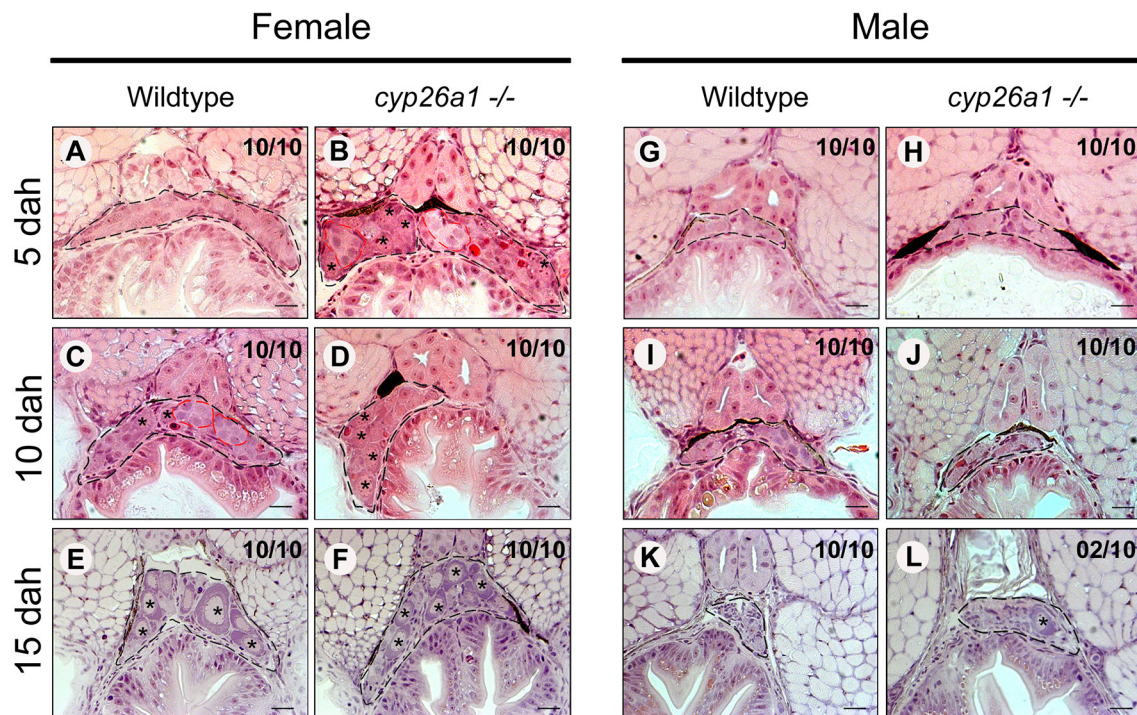 Female Male
Wildtype cyp26a1 -/- Wildtype cyp26a1 -/-
5 dah
A 10/10 B 10/10 G 10/10 H 10/10
10 dah
C 10/10 D 10/10 I 10/10 J 10/10
15 dah
E 10/10 F 10/10 K 10/10 L 02/10